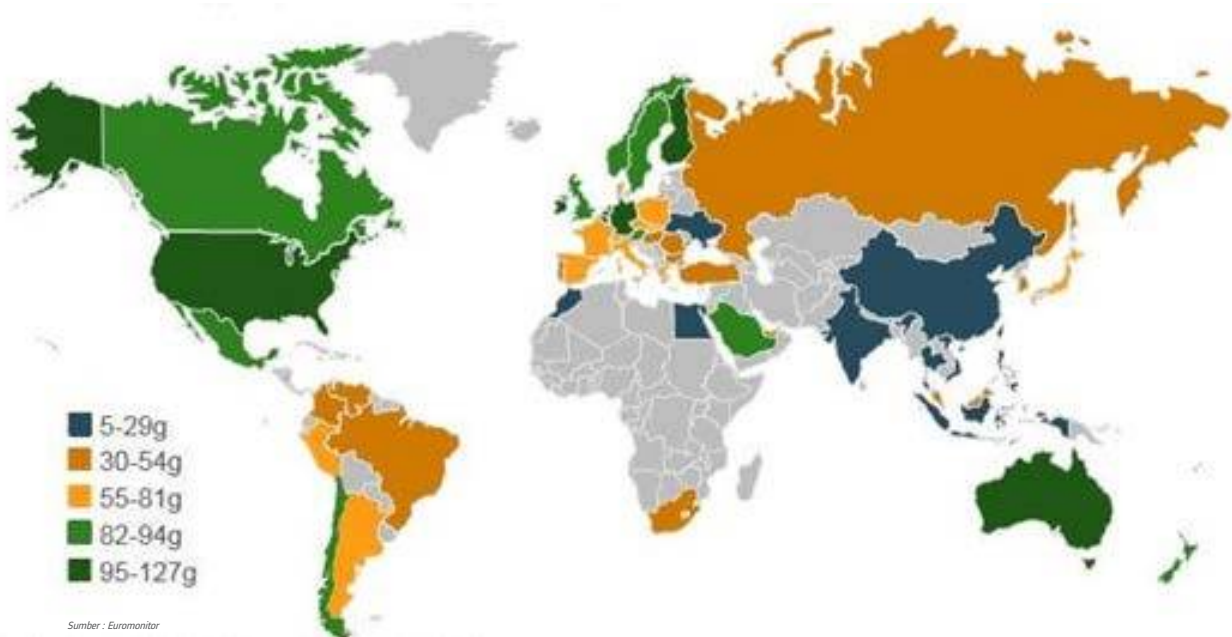 5-29g
30-54g
55-81g
82-94g
95-127g
Sumber : Euromonitor